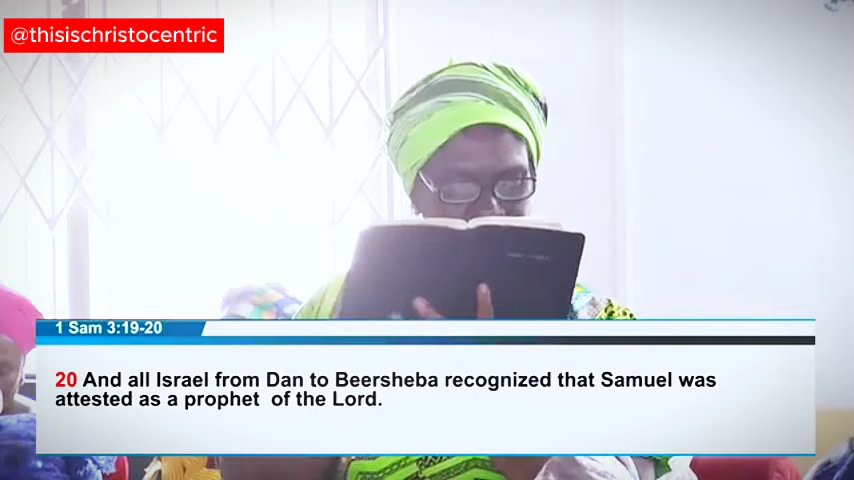 @thisischristocentric
1 Sam 3:19-20
20 And all Israel from Dan to Beersheba recognized that Samuel was
attested as a prophet  of the Lord.